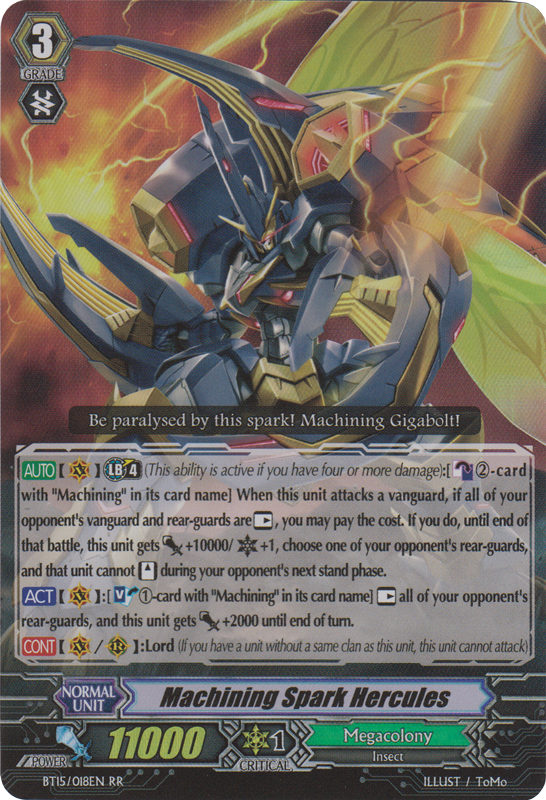 3
GRADE
Be paralysed by this spark! Machining Gigabolt!
AUTO【 】 LB 4 (This ability is active if you have four or more damage):[ ②-card
with "Machining" in its card name] When this unit attacks a vanguard, if all of your
opponent's vanguard and rear-guards are , you may pay the cost. If you do, until end
of that battle, this unit gets +10000/ +1, choose one of your opponent's rear-guards,
and that unit cannot during your opponent's next stand phase.
ACT【 V 】:[ ①-card with "Machining" in its card name] all of your opponent's
rear-guards, and this unit gets +2000 until end of turn.
CONT【 V / R 】:Lord (If you have a unit without a same clan as this unit, this unit cannot attack)
NORMAL
UNIT
Machining Spark Hercules
POWER
11000
1
CRITICAL
Megacolony
Insect
BT15/018EN RR
ILLUST / ToMo